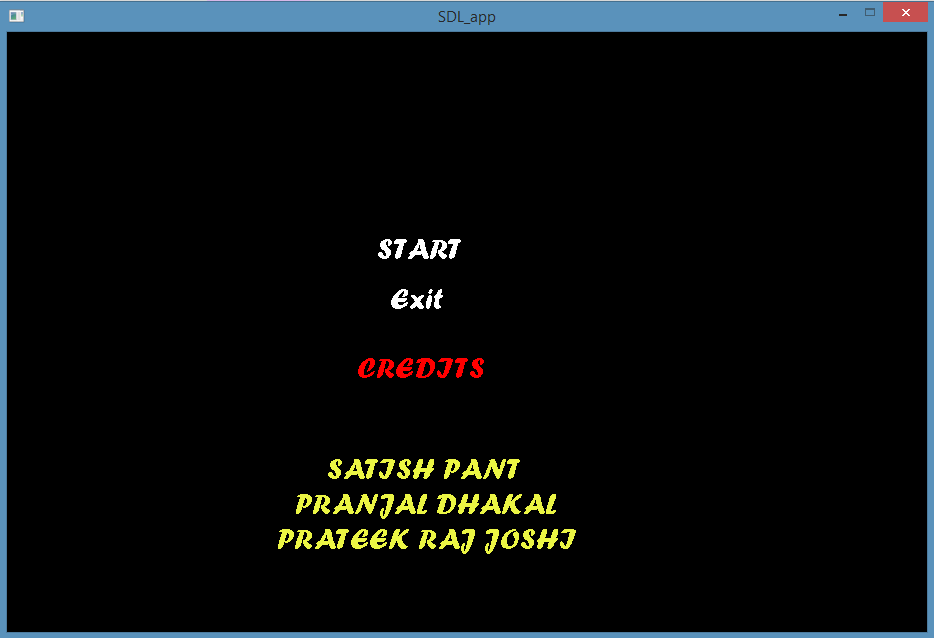 SDL_app
START
Exit
CREDITS
SATISH PANT
PRANJAL DHAKAL
PRATEEK RAJ JOSHI